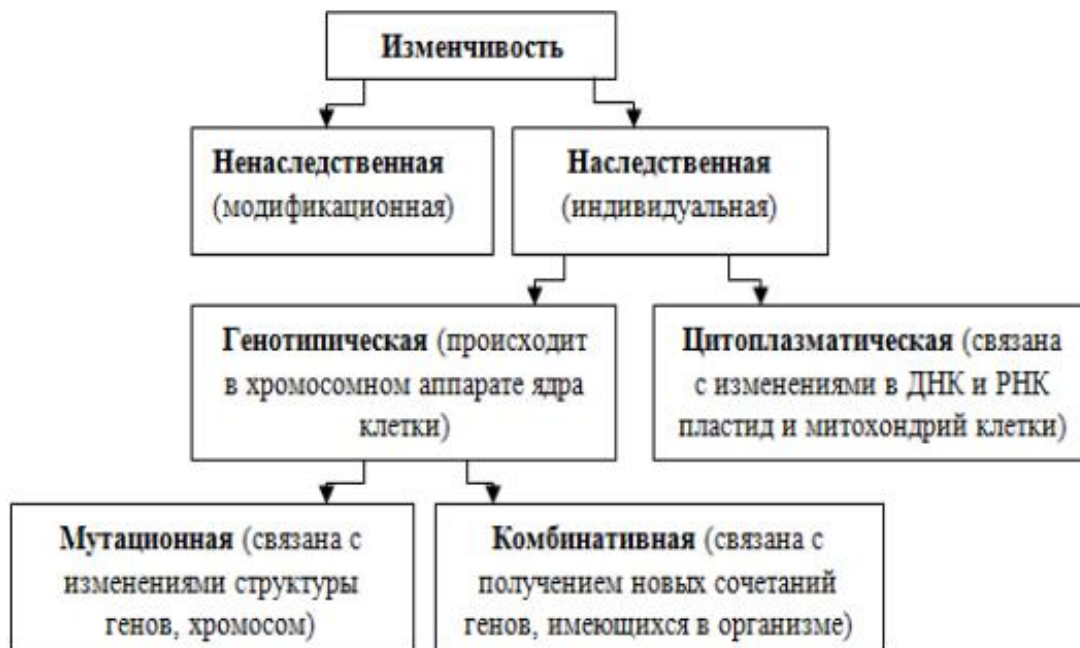 Изменчивость
Ненаследственная
(модификационная)
Наследственная
(индивидуальная)
Генотипическая (происходит
в хромосомном аппарате ядра
клетки)
Цитоплазматическая (связана
с изменениями в ДНК и РНК
пластид и митохондрий клетки)
Мутационная (связана с
изменениями структуры
генов, хромосом)
Комбинативная (связана с
получением новых сочетаний
генов, имеющихся в организме)